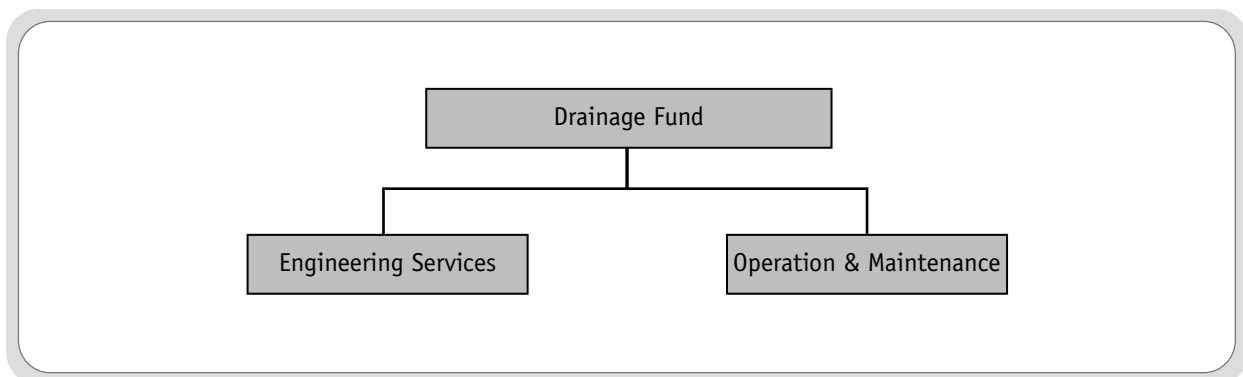 Drainage Fund
Engineering Services
Operation & Maintenance